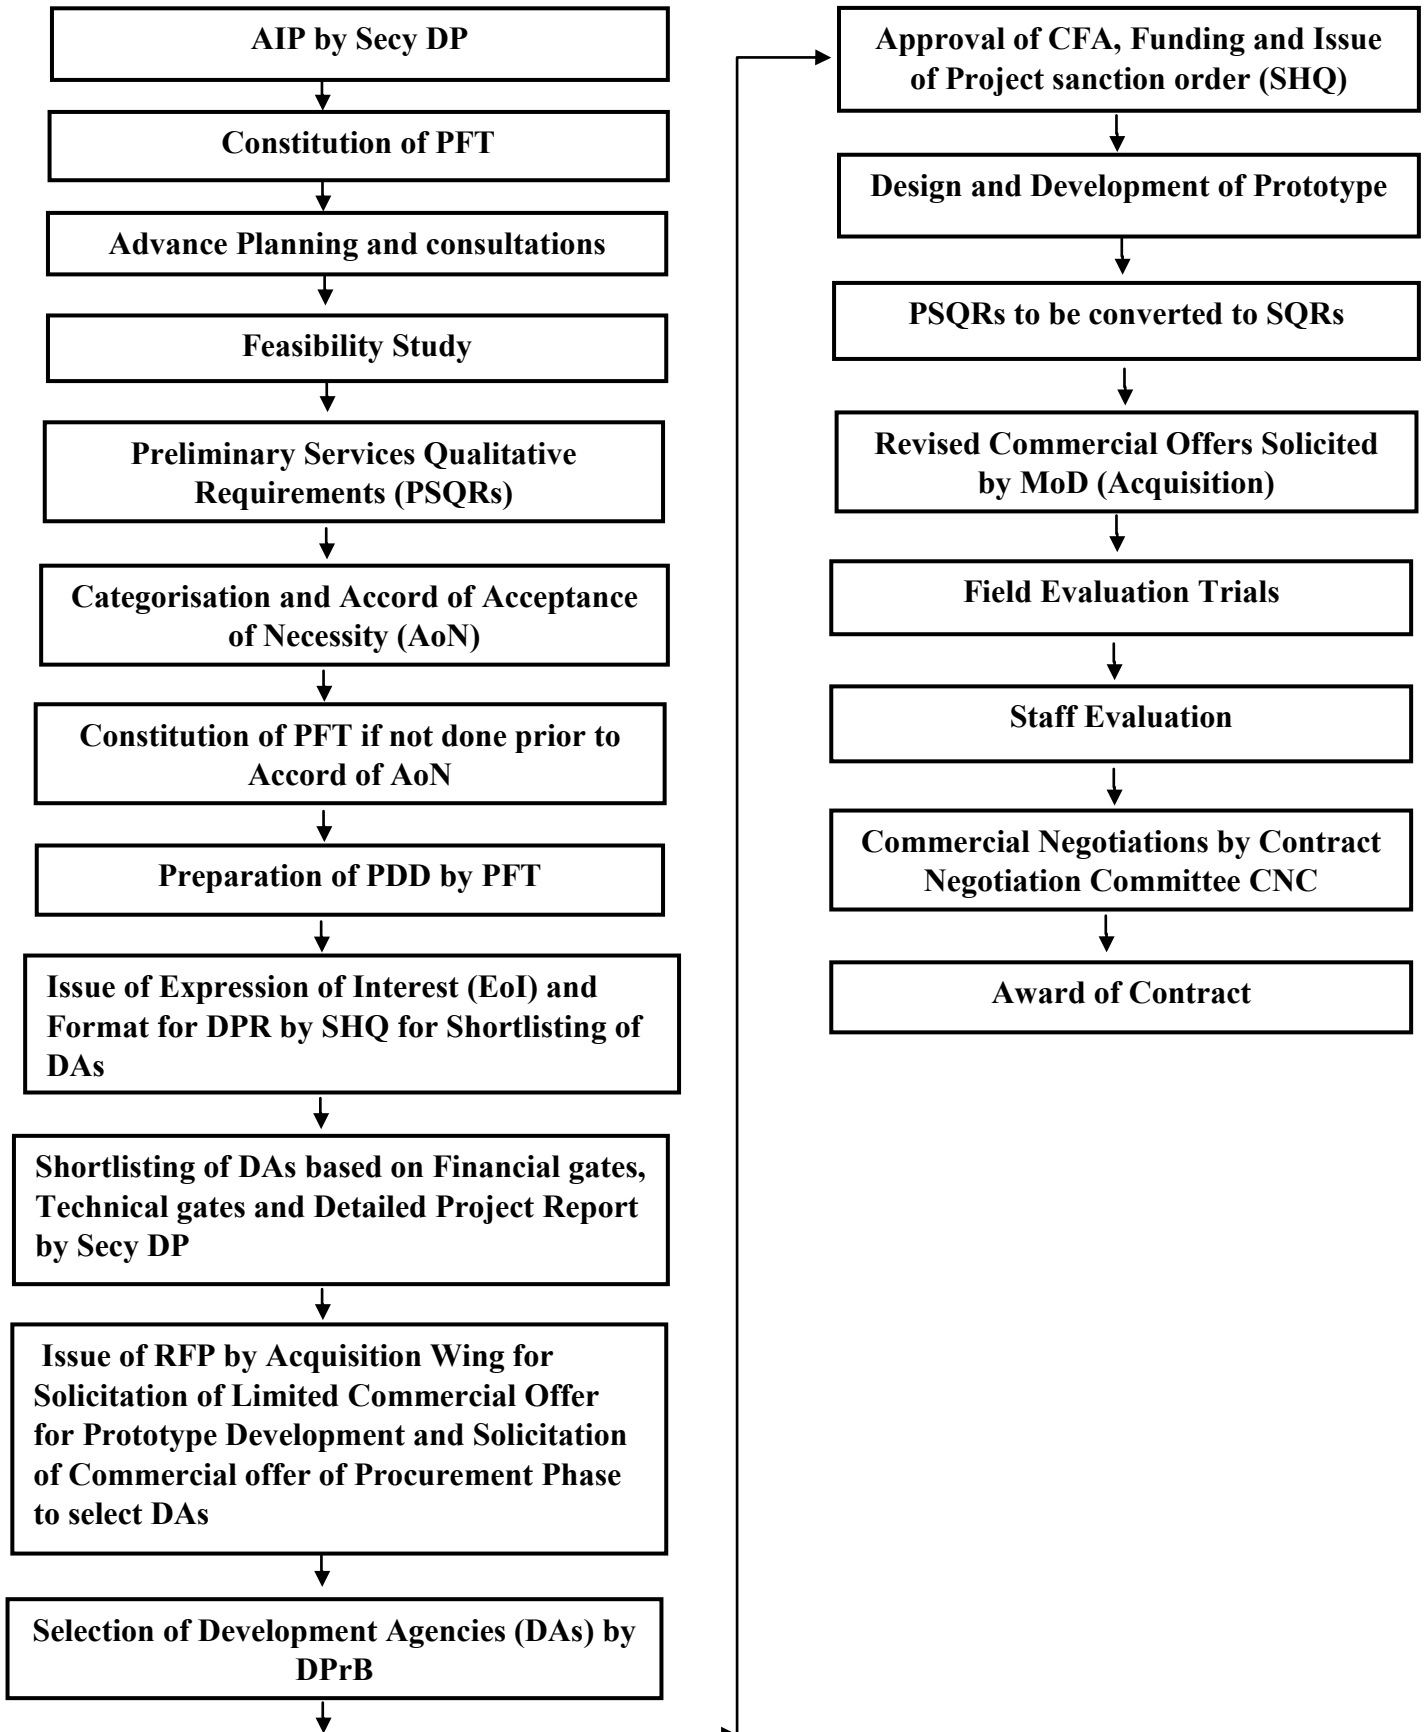 AIP by Secy DP
Constitution of PFT
Advance Planning and consultations
Feasibility Study
Preliminary Services Qualitative
Requirements (PSQRs)
Categorisation and Accord of Acceptance
of Necessity (AoN)
Constitution of PFT if not done prior to
Accord of AoN
Preparation of PDD by PFT
Issue of Expression of Interest (EoI) and
Format for DPR by SHQ for Shortlisting of
DAs
Shortlisting of DAs based on Financial gates,
Technical gates and Detailed Project Report
by Secy DP
Issue of RFP by Acquisition Wing for
Solicitation of Limited Commercial Offer
for Prototype Development and Solicitation
of Commercial offer of Procurement Phase
to select DAs
Selection of Development Agencies (DAs) by
DPrB
Approval of CFA, Funding and Issue
of Project sanction order (SHQ)
Design and Development of Prototype
PSQRs to be converted to SQRs
Revised Commercial Offers Solicited
by MoD (Acquisition)
Field Evaluation Trials
Staff Evaluation
Commercial Negotiations by Contract
Negotiation Committee CNC
Award of Contract